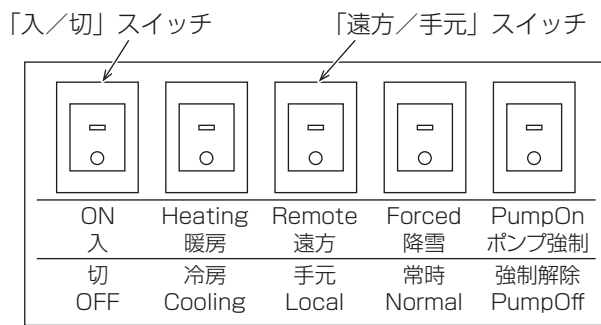 「入／切」スイッチ 「遠方／手元」スイッチ
ON Heating Remote Forced PumpOn
入 暖房 遠方 降雪 ポンプ強制
切 冷房 手元 常時 強制解除
OFF Cooling Local Normal PumpOff